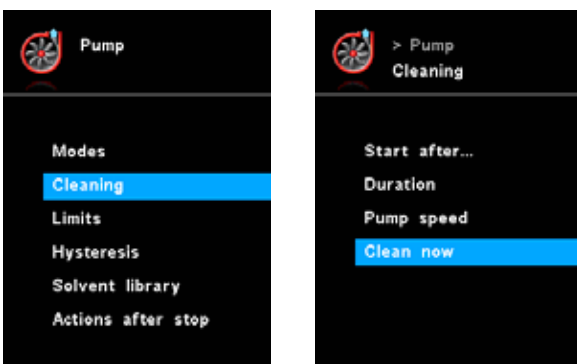 Pump
Modes
Cleaning
Limits
Hysteresis
Solvent library
Actions after stop
> Pump
Cleaning
Start after...
Duration
Pump speed
Clean now